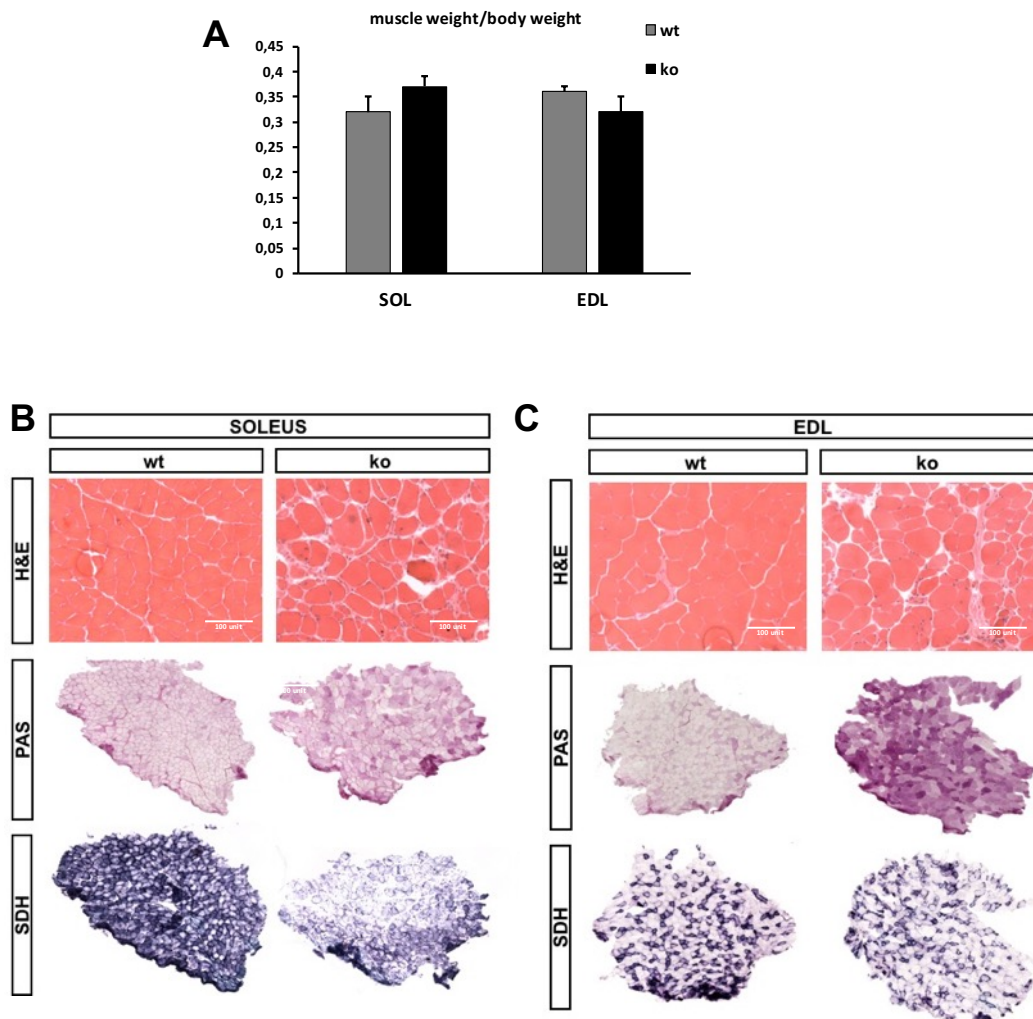 A
muscle weight/body weight
wt
ko
0,45
0,4
0,35
0,3
0,25
0,2
0,15
0,1
0,05
0
SOL
EDL
B
SOLEUS
wt
ko
H&E
100 unit
100 unit
PAS
SDH
C
EDL
wt
ko
H&E
100 unit
100 unit
PAS
SDH